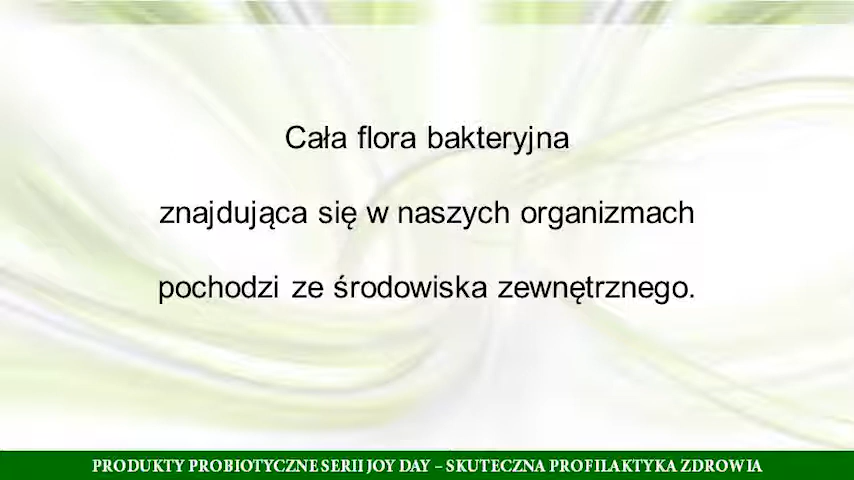 Cała flora bakteryjna
znajdująca się w naszych organizmach
pochodzi ze środowiska zewnętrznego.
PRODUKTY PROBIOTYCZNE SERII JOY DAY – SKUTECZNA PROFILAKTYKA ZDROWIA